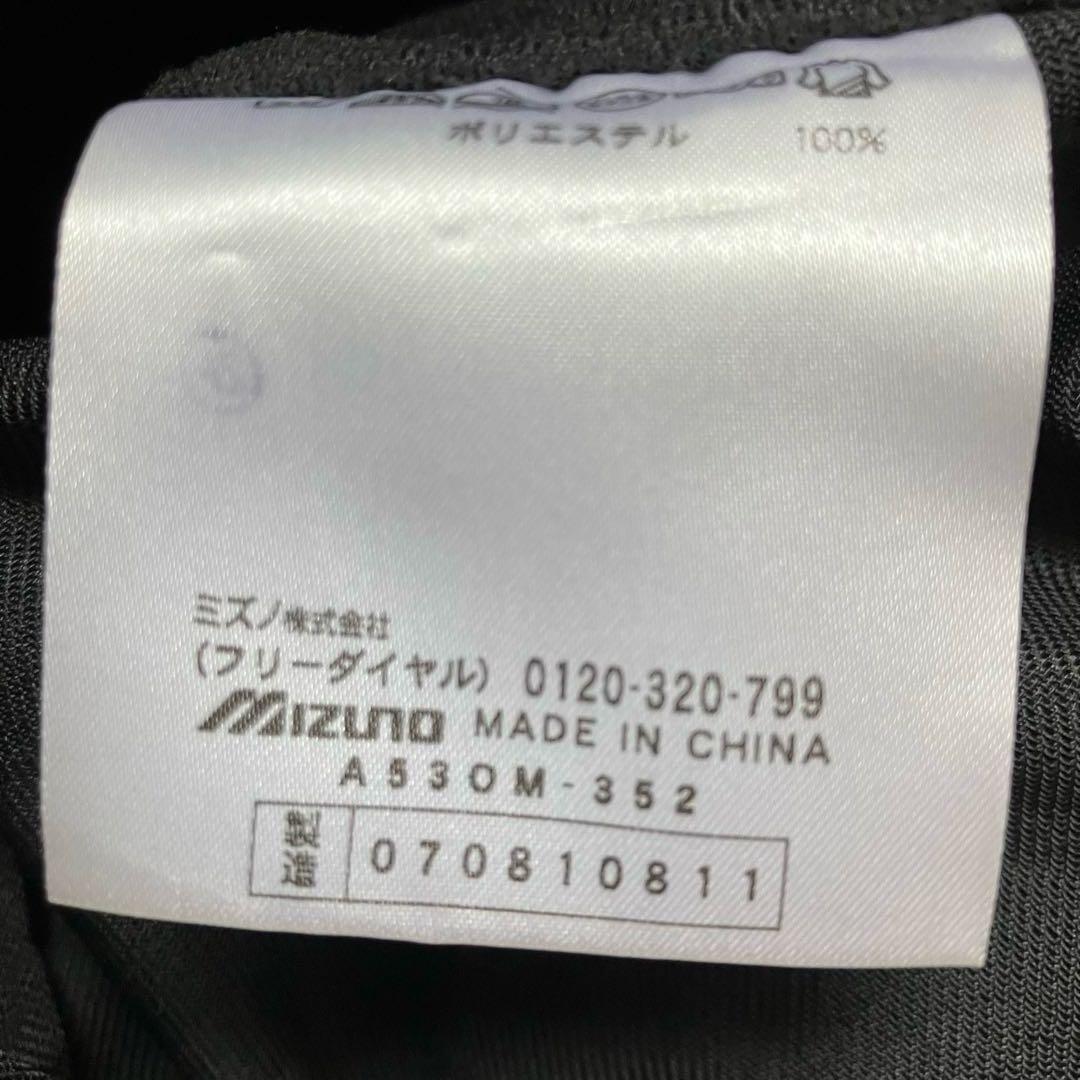 ポリエステル 100%
ミズノ株式会社
(フリーダイヤル) 0120-320-799
MIZUNO MADE IN CHINA
A53OM-352
製造 070810811